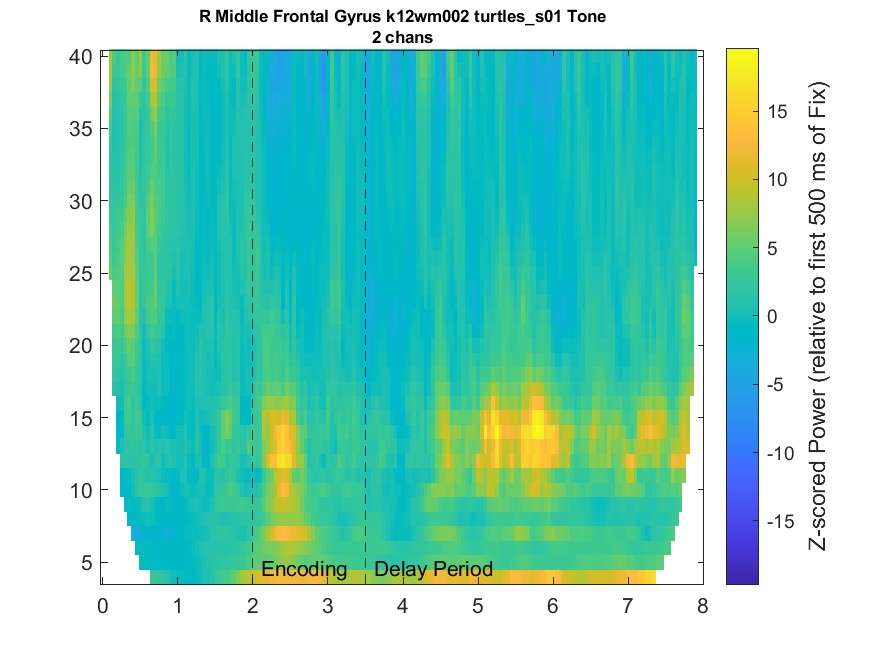 R Middle Frontal Gyrus k12wm002 turtles_s01 Tone
2 chans
40
35
30
25
20
15
10
5
Encoding
Delay Period
0 1 2 3 4 5 6 7 8
15
10
5
0
-5
-10
-15
Z-scored Power (relative to first 500 ms of Fix)